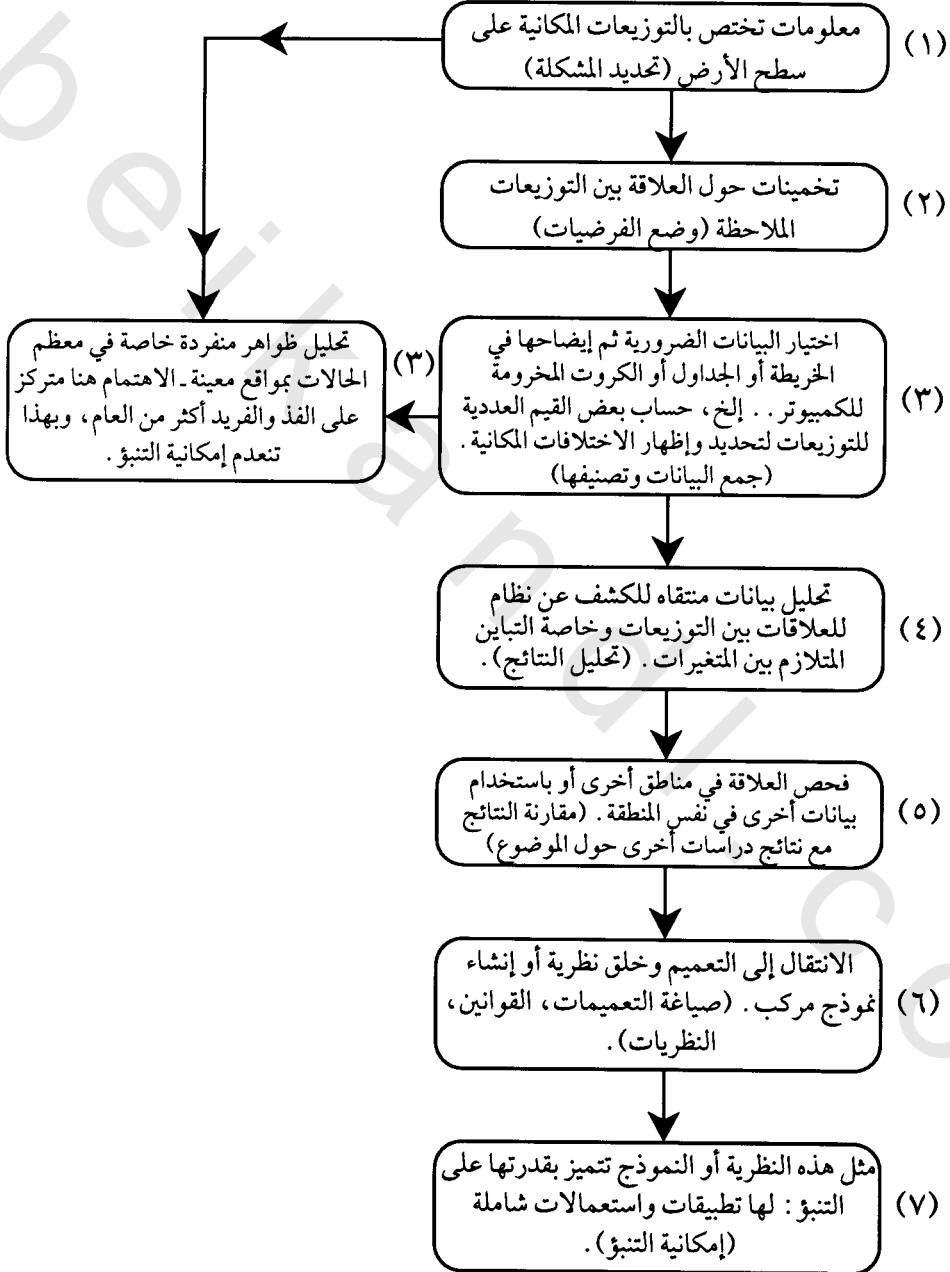 (١)
معلومات تختص بالتوزيعات المكانية على
سطح الأرض (تحديد المشكلة)
(٢)
تخمينات حول العلاقة بين التوزيعات
الملاحظة (وضع الفرضيات)
(٣)
اختيار البيانات الضرورية ثم إيضاحها في
الخريطة أو الجداول أو الكروت المخرومة
للكمبيوتر . . إلخ، حساب بعض القيم العددية
للتوزيعات لتحديد وإظهار الاختلافات المكانية .
(جمع البيانات وتصنيفها)
(٣)
تحليل ظواهر منفردة خاصة في معظم
الحالات بمواقع معينة ـ الاهتمام هنا متركز
على الفذ والفريد أكثر من العام، وبهذا
تنعدم إمكانية التنبؤ .
(٤)
تحليل بيانات منتقاه للكشف عن نظام
للعلاقات بين التوزيعات وخاصة التباين
المتلازم بين المتغيرات . (تحليل النتائج) .
(٥)
فحص العلاقة في مناطق أخرى أو باستخدام
بيانات أخرى في نفس المنطقة . (مقارنة النتائج
مع نتائج دراسات أخرى حول الموضوع)
(٦)
الانتقال إلى التعميم وخلق نظرية أو إنشاء
نموذج مركب . (صياغة التعميمات، القوانين،
النظريات) .
(٧)
مثل هذه النظرية أو النموذج تتميز بقدرتها على
التنبؤ : لها تطبيقات واستعمالات شاملة
(إمكانية التنبؤ) .
beikandl.co